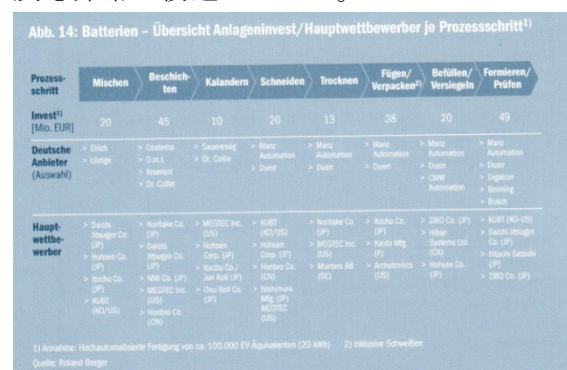 Abb. 14: Batterien – Übersicht Anlageninvest/Hauptwettbewerber je Prozessschritt1)
Prozess-
schritt
Mischen
Beschich-
ten
Kalandern
Schneiden
Trocknen
Fügen/
Verpacken2)
Befüllen/
Versiegeln
Formieren/
Prüfen
Invest1)
[Mio. EUR]
20
45
10
20
13
38
20
49
Deutsche
Anbieter
(Auswahl)
> Eirich
> Lödige
> Coatema
> O.m.t.
> Kroenert
> Dr. Collin
> Saueressig
> Dr. Collin
> Manz
Automation
> Duerr
> Manz
Automation
> Duerr
> Manz
Automation
> Duerr
> Manz
Automation
> Duerr
> CMW
Automation
> Manz
Automation
> Duerr
> Digatron
> Benning
> Bosch
Haupt-
wettbe-
werber
> Daichi
Jitsugyo Co.
(JP)
> Hohsen Co.
(JP)
> Itochu Co.
(JP)
> KUBT
(KO/US)
> Noritake Co.
(JP)
> Daichi
Jitsugyo Co.
(JP)
> NMI Co. (JP)
> MEGTEC Inc.
(US)
> Honbro Co.
(CN)
> MEGTEC Inc.
(US)
> Hohsen
Corp. (JP)
> Itochu Co./
Juri Roll (JP)
> Ono Roll Co.
(JP)
> KUBT
(KO/US)
> Hohsen
Corp. (JP)
> Honbro Co.
(CN)
> Nishimura
Mfg. (JP)
MEGTEC
(US)
> Noritake Co.
(JP)
> MEGTEC Inc.
(US)
> Munters AB
(SE)
> Itochu Co.
(JP)
> Kaido Mfg.
(P)
> Archotronics
(US)
> ZIBO Co. (JP)
> Hibar
Systems Ltd.
(CA)
> Hohsen Co.
(JP)
> KUBT (KO-US)
> Daichi Jitsugyo
Co. (JP)
> Hitachi Setsubi
(JP)
> ZIBO Co. (JP)
1) Annahme: Hochautomatisierte Fertigung von ca. 100.000 EV-Äquivalenten (20 kWh) 2) Inklusive Schweißen
Quelle: Roland Berger